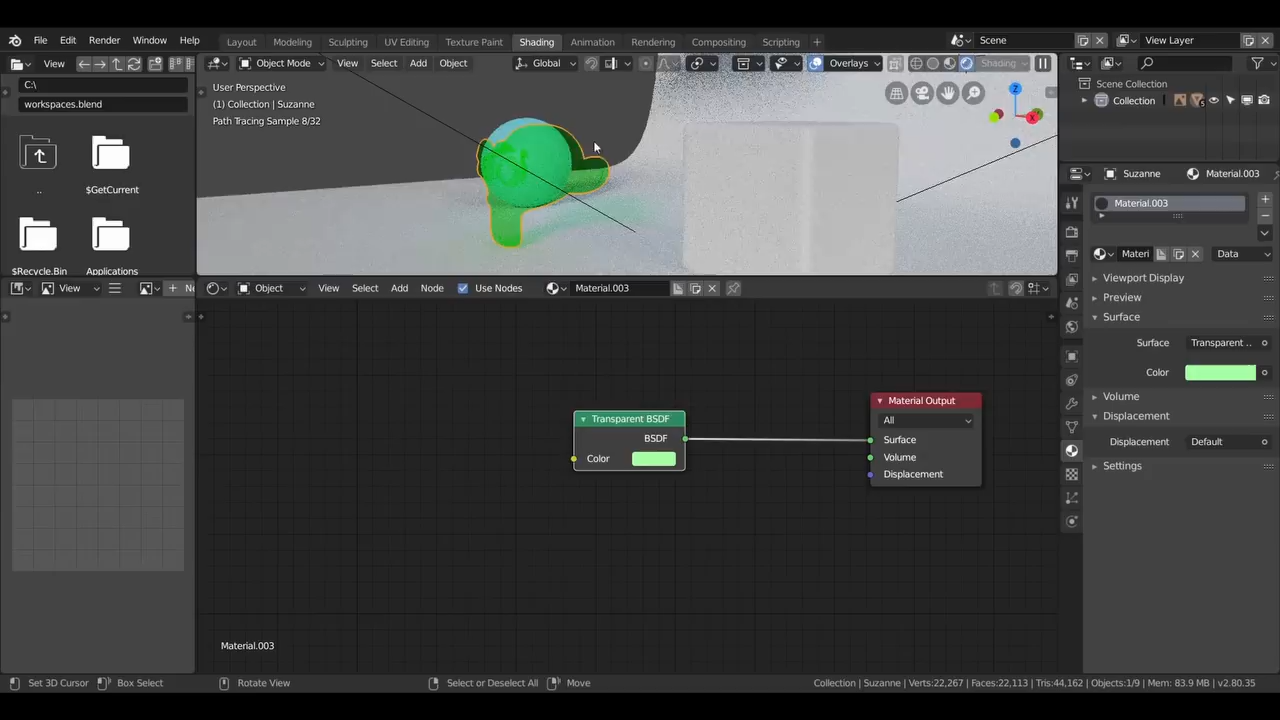 File Edit Render Window Help
Layout Modeling Sculpting UV Editing Texture Paint Shading Animation Rendering Compositing Scripting
Scene View Layer
View
Object Mode View Select Add Object Global Overlays Shading
C:\
workspaces.blend
..
$GetCurrent
$Recycle.Bin
Applications
User Perspective
(1) Collection | Suzanne
Path Tracing Sample 8/32
Z
X
Scene Collection
Collection
Suzanne Material.003
Material.003
Materi Data
Viewport Display
Preview
Surface
Surface Transparent ..
Color
Volume
Displacement
Displacement Default
Settings
View Ne
Object View Select Add Node Use Nodes Material.003
Transparent BSDF
BSDF
Color
Material Output
All
Surface
Volume
Displacement
Material.003
Set 3D Cursor Box Select Rotate View Select or Deselect All Move
Collection | Suzanne | Verts:22,267 | Faces:22,113 | Tris:44,162 | Objects:1/9 | Mem: 83.9 MB | v2.80.35